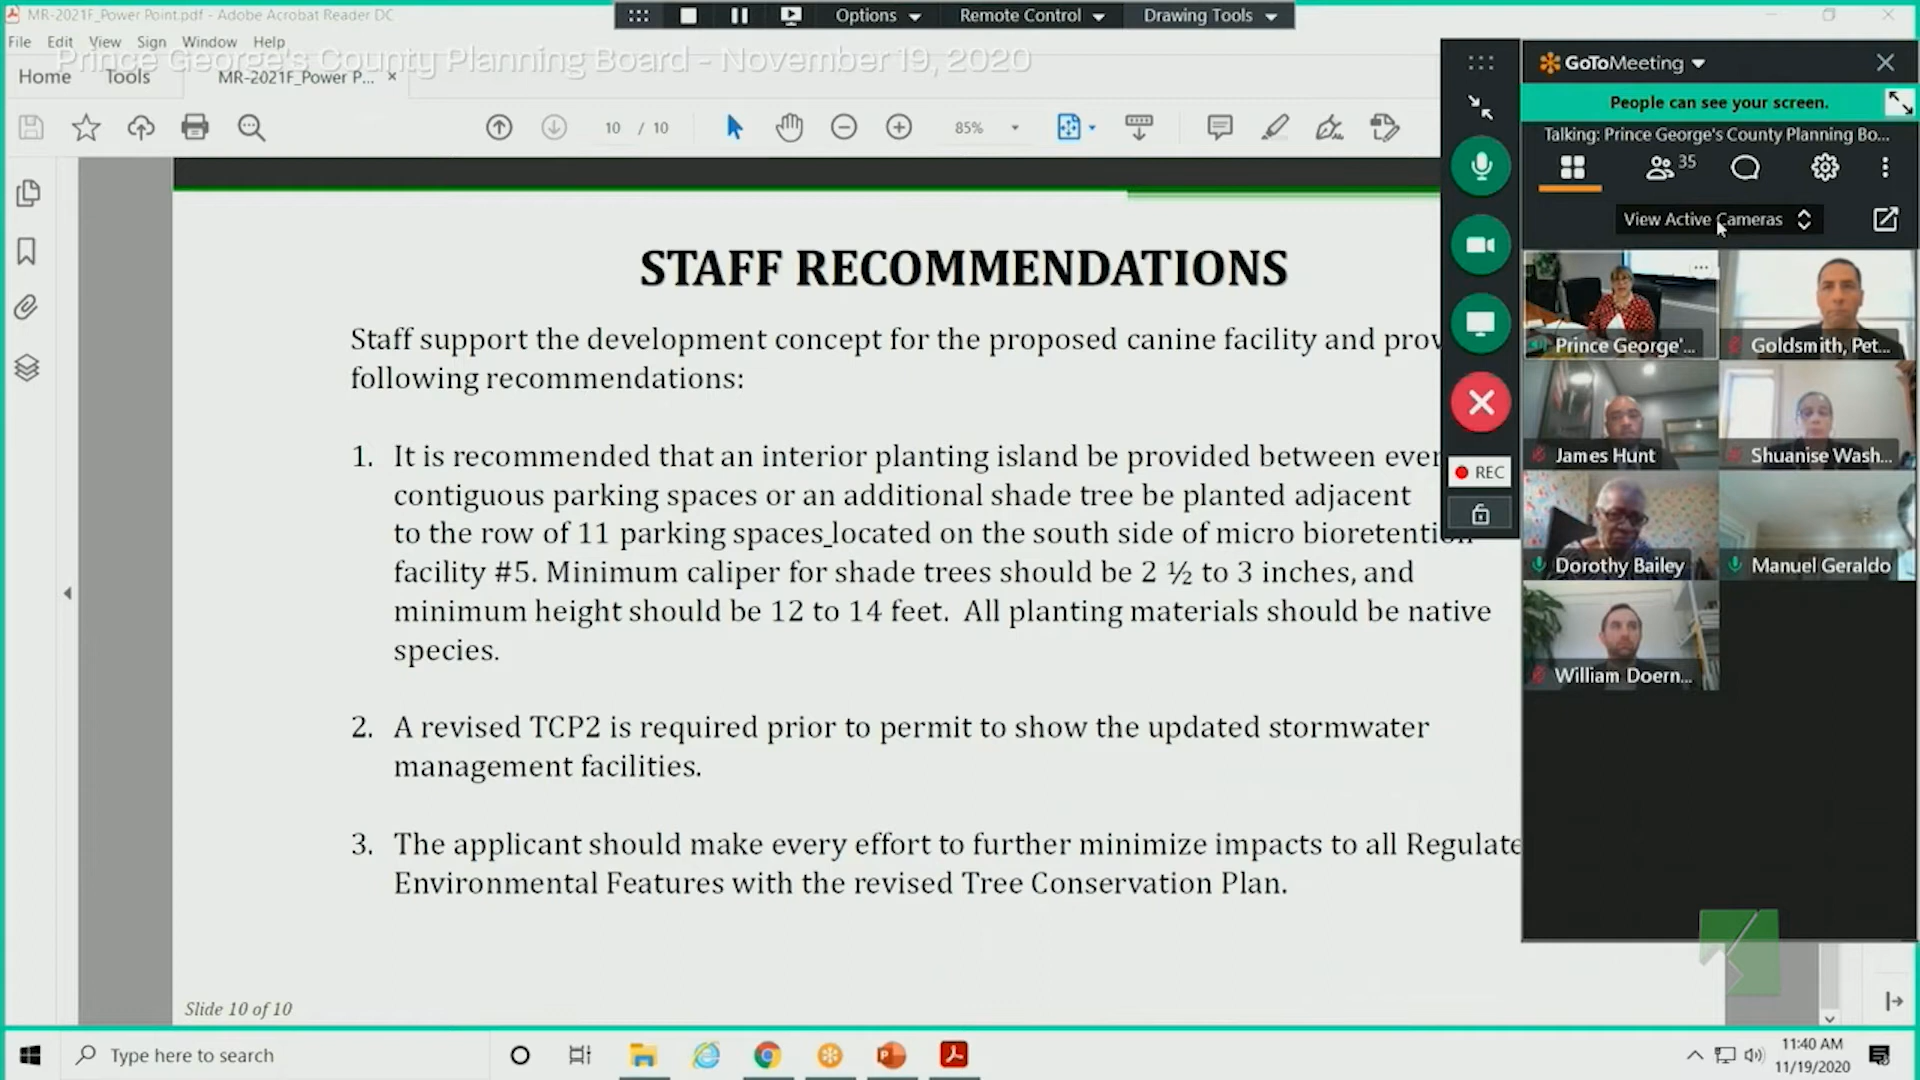 MR-2021F_Power Point.pdf - Adobe Acrobat Reader DC
Options
Remote Control
Drawing Tools
File Edit View Sign Window Help
Prince George's County Planning Board - November 19, 2020
Home
Tools
MR-2021F_Power P...
10 / 10
85%
STAFF RECOMMENDATIONS
Staff support the development concept for the proposed canine facility and prov
following recommendations:
1. It is recommended that an interior planting island be provided between ever
contiguous parking spaces or an additional shade tree be planted adjacent
to the row of 11 parking spaces located on the south side of micro bioretention
facility #5. Minimum caliper for shade trees should be 2 ½ to 3 inches, and
minimum height should be 12 to 14 feet. All planting materials should be native
species.
2. A revised TCP2 is required prior to permit to show the updated stormwater
management facilities.
3. The applicant should make every effort to further minimize impacts to all Regulate
Environmental Features with the revised Tree Conservation Plan.
Slide 10 of 10
REC
GoToMeeting
People can see your screen.
Talking: Prince George's County Planning Bo...
35
View Active Cameras
Prince George'...
Goldsmith, Pet...
James Hunt
Shuanise Wash...
Dorothy Bailey
Manuel Geraldo
William Doern...
Type here to search
11:40 AM
11/19/2020